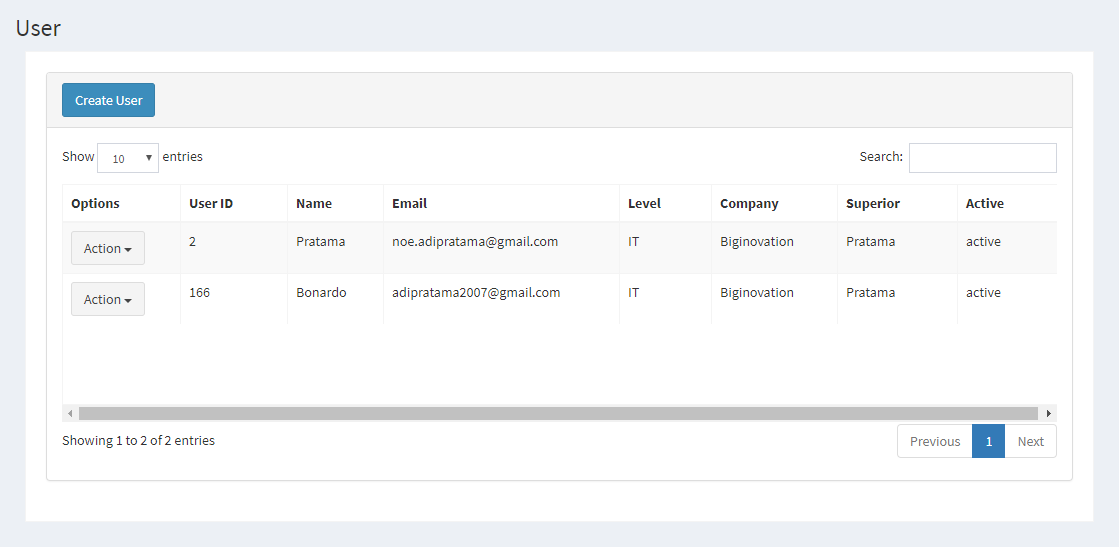 User
Create User
Show 10 entries Search:
Options User ID Name Email Level Company Superior Active
Action 2 Pratama noe.adipratama@gmail.com IT Biginovation Pratama active
Action 166 Bonardo adipratama2007@gmail.com IT Biginovation Pratama active
Showing 1 to 2 of 2 entries Previous 1 Next